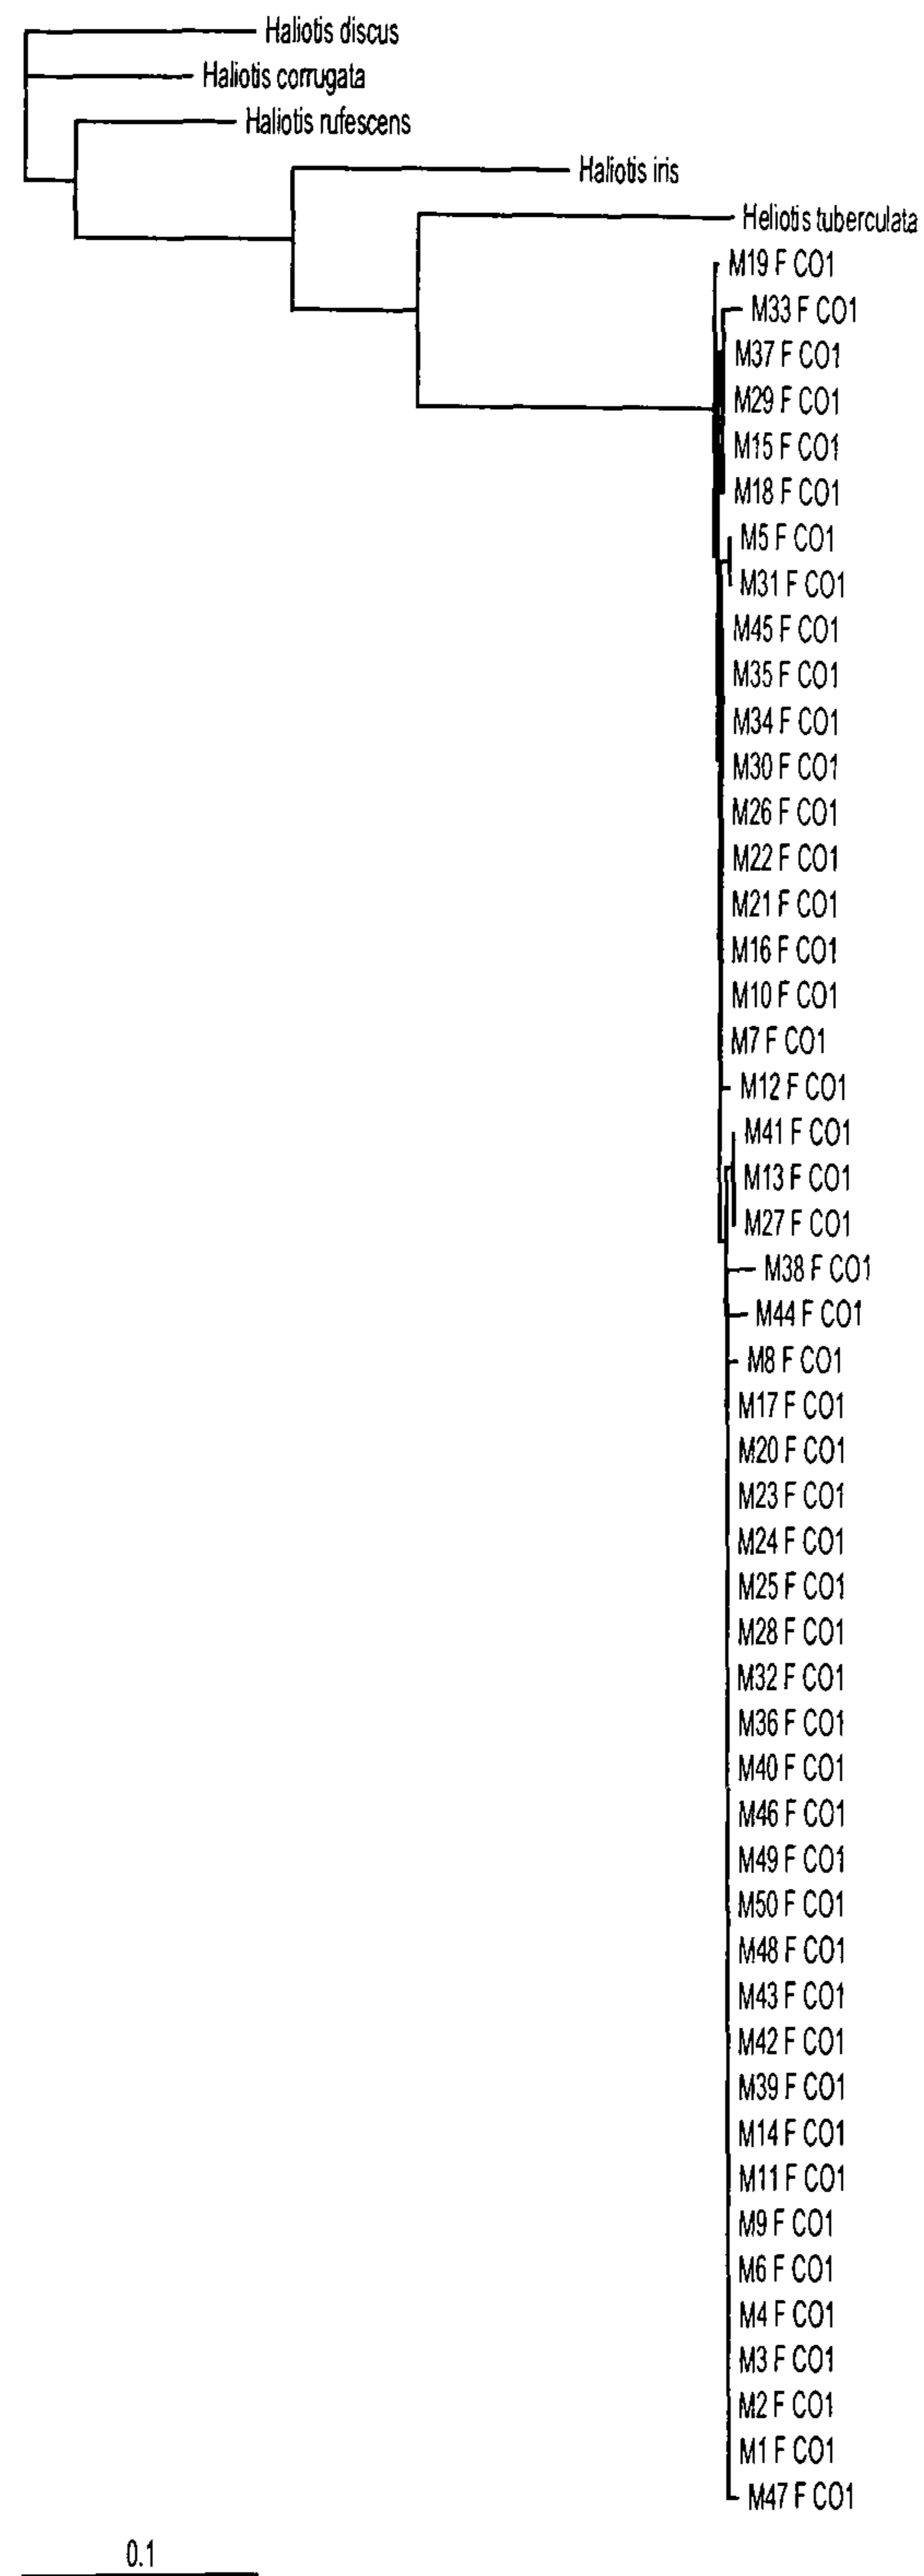 Haliotis discus
Haliotis corrugata
Haliotis rufescens
Haliotis iris
Heliotis tuberculata
M19 F CO1
M33 F CO1
M37 F CO1
M29 F CO1
M15 F CO1
M18 F CO1
M5 F CO1
M31 F CO1
M45 F CO1
M35 F CO1
M34 F CO1
M30 F CO1
M26 F CO1
M22 F CO1
M21 F CO1
M16 F CO1
M10 F CO1
M7 F CO1
M12 F CO1
M41 F CO1
M13 F CO1
M27 F CO1
M38 F CO1
M44 F CO1
M8 F CO1
M17 F CO1
M20 F CO1
M23 F CO1
M24 F CO1
M25 F CO1
M28 F CO1
M32 F CO1
M36 F CO1
M40 F CO1
M46 F CO1
M49 F CO1
M50 F CO1
M48 F CO1
M43 F CO1
M42 F CO1
M39 F CO1
M14 F CO1
M11 F CO1
M9 F CO1
M6 F CO1
M4 F CO1
M3 F CO1
M2 F CO1
M1 F CO1
M47 F CO1
0.1